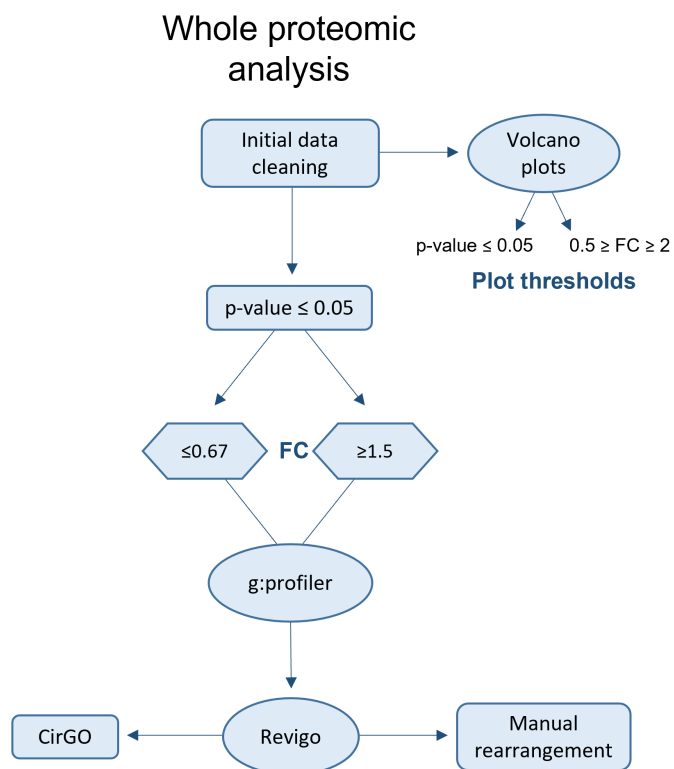 Whole proteomic
analysis
Initial data
cleaning
Volcano
plots
p-value ≤ 0.05
0.5 ≥ FC ≥ 2
Plot thresholds
p-value ≤ 0.05
≤0.67
FC
≥1.5
g:profiler
CirGO
Revigo
Manual
rearrangement